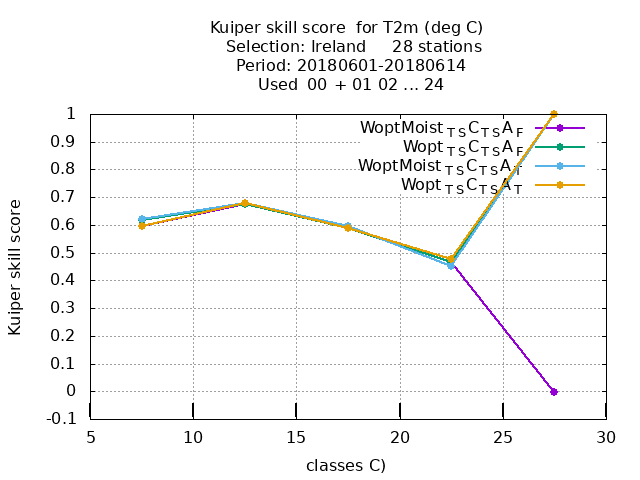 Kuiper skill score for T2m (deg C)
Selection: Ireland 28 stations
Period: 20180601-20180614
Used 00 + 01 02 ... 24
1
0.9
0.8
0.7
0.6
0.5
0.4
0.3
0.2
0.1
0
-0.1
Kuiper skill score
WoptMoist TS C TS A F
Wopt TS C TS A F
WoptMoist TS C TS A T
Wopt TS C TS A T
5 10 15 20 25 30
classes C)